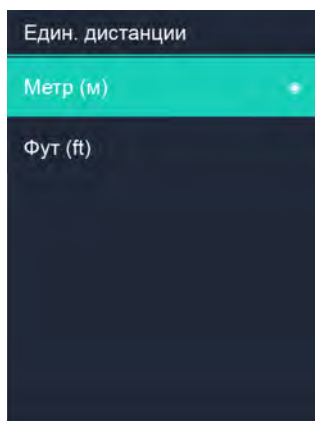 Един. дистанции
Метр (м)
Фут (ft)